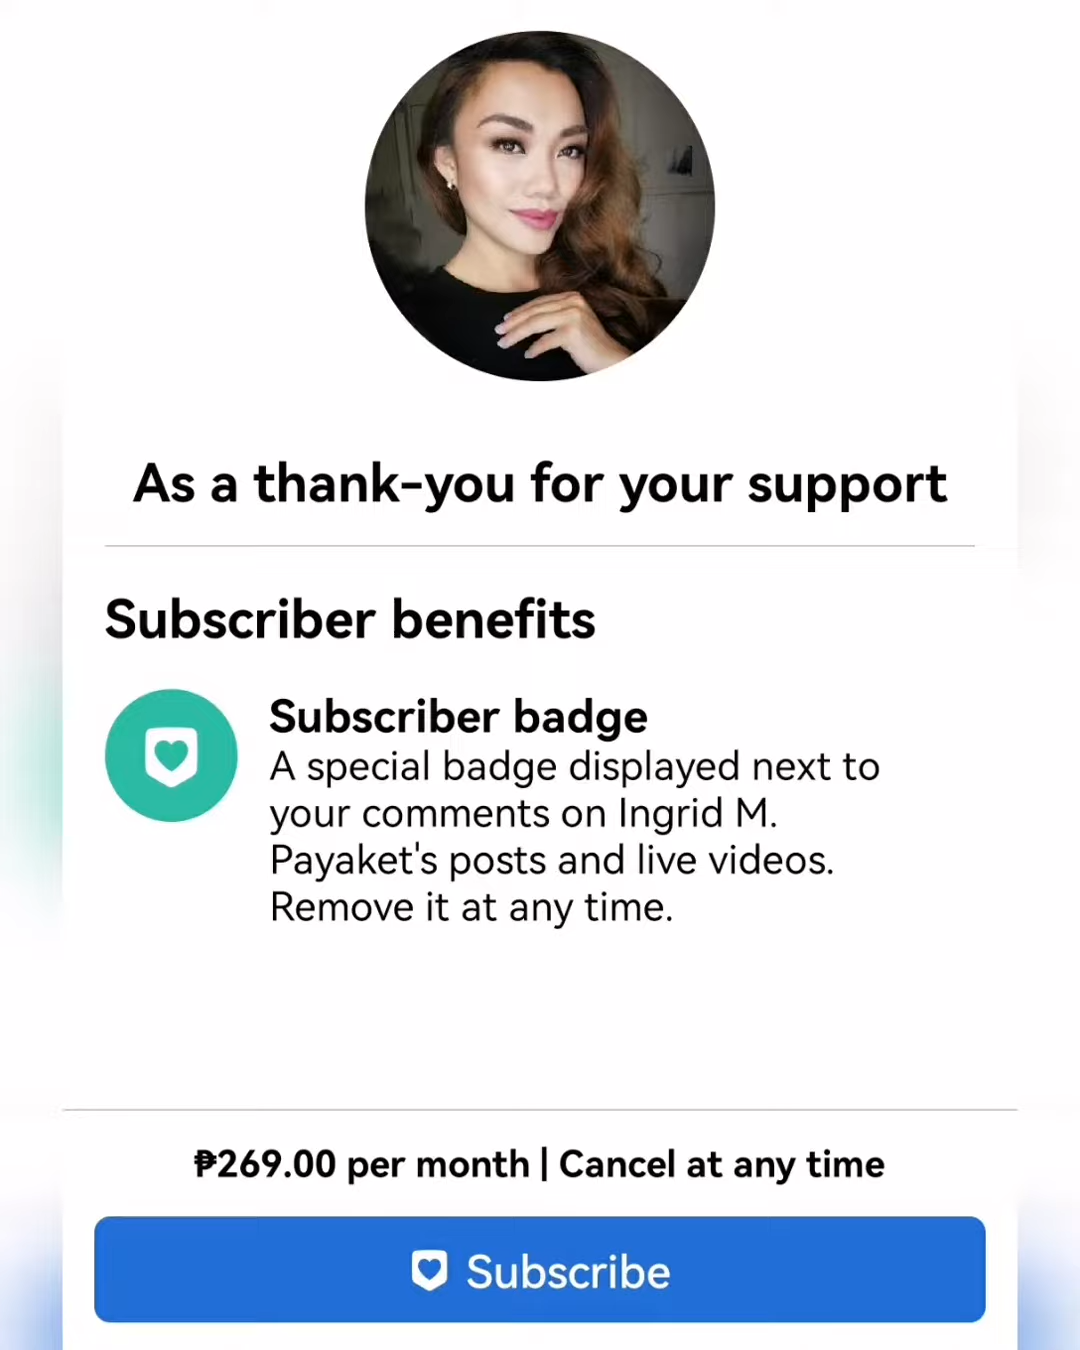 As a thank-you for your support
Subscriber benefits
Subscriber badge
A special badge displayed next to
your comments on Ingrid M.
Payaket's posts and live videos.
Remove it at any time.
₱269.00 per month | Cancel at any time
Subscribe